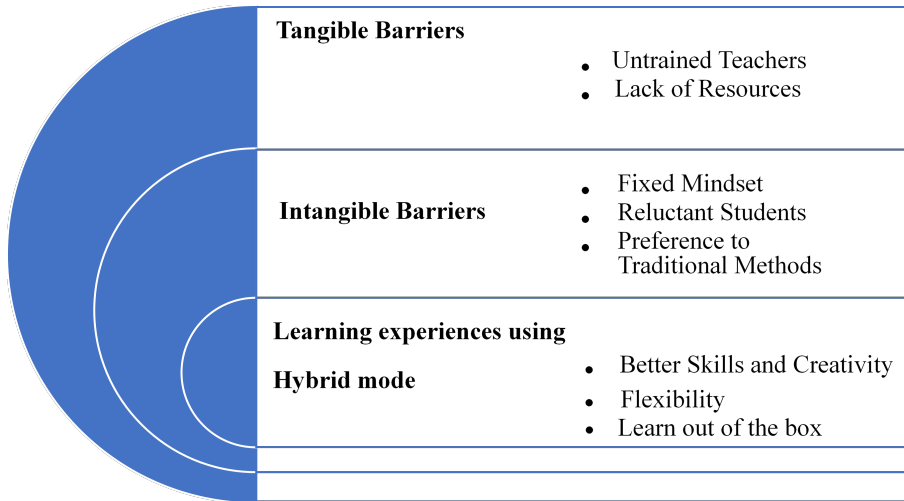 Tangible Barriers
• Untrained Teachers
• Lack of Resources
Intangible Barriers
• Fixed Mindset
• Reluctant Students
• Preference to
Traditional Methods
Learning experiences using
Hybrid mode
• Better Skills and Creativity
• Flexibility
• Learn out of the box